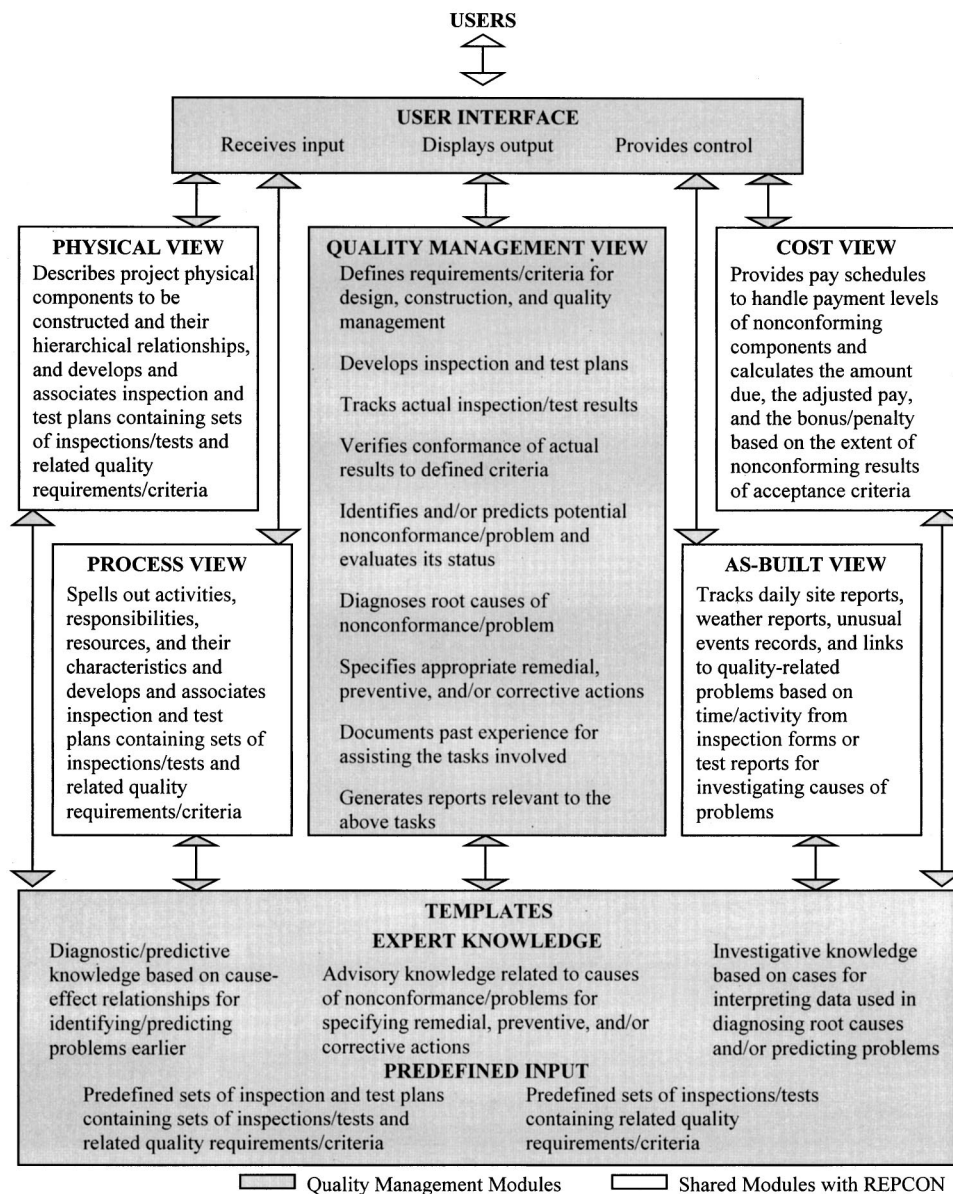 USERS
USER INTERFACE
Receives input Displays output Provides control
PHYSICAL VIEW
Describes project physical
components to be
constructed and their
hierarchical relationships,
and develops and
associates inspection and
test plans containing sets
of inspections/tests and
related quality
requirements/criteria
QUALITY MANAGEMENT VIEW
Defines requirements/criteria for
design, construction, and quality
management
Develops inspection and test plans
Tracks actual inspection/test results
Verifies conformance of actual
results to defined criteria
Identifies and/or predicts potential
nonconformance/problem and
evaluates its status
Diagnoses root causes of
nonconformance/problem
Specifies appropriate remedial,
preventive, and/or corrective actions
Documents past experience for
assisting the tasks involved
Generates reports relevant to the
above tasks
COST VIEW
Provides pay schedules
to handle payment levels
of nonconforming
components and
calculates the amount
due, the adjusted pay,
and the bonus/penalty
based on the extent of
nonconforming results
of acceptance criteria
PROCESS VIEW
Spells out activities,
responsibilities,
resources, and their
characteristics and
develops and associates
inspection and test
plans containing sets of
inspections/tests and
related quality
requirements/criteria
AS-BUILT VIEW
Tracks daily site reports,
weather reports, unusual
events records, and links
to quality-related
problems based on
time/activity from
inspection forms or
test reports for
investigating causes of
problems
TEMPLATES
EXPERT KNOWLEDGE
Diagnostic/predictive
knowledge based on cause-
effect relationships for
identifying/predicting
problems earlier
Advisory knowledge related to causes
of nonconformance/problems for
specifying remedial, preventive, and/or
corrective actions
Investigative knowledge
based on cases for
interpreting data used in
diagnosing root causes
and/or predicting problems
PREDEFINED INPUT
Predefined sets of inspection and test plans
containing sets of inspections/tests and
related quality requirements/criteria
Predefined sets of inspections/tests
containing related quality
requirements/criteria
Quality Management Modules Shared Modules with REPCON